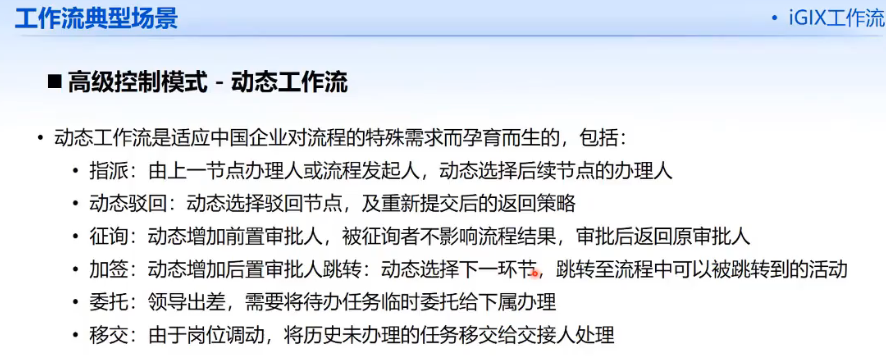 工作流典型场景
• iGIX工作流
■ 高级控制模式 - 动态工作流
• 动态工作流是适应中国企业对流程的特殊需求而孕育而生的，包括：
• 指派：由上一节点办理人或流程发起人，动态选择后续节点的办理人
• 动态驳回：动态选择驳回节点，及重新提交后的返回策略
• 征询：动态增加前置审批人，被征询者不影响流程结果，审批后返回原审批人
• 加签：动态增加后置审批人跳转：动态选择下一环节，跳转至流程中可以被跳转到的活动
• 委托：领导出差，需要将待办任务临时委托给下属办理
• 移交：由于岗位调动，将历史未办理的任务移交给交接人处理